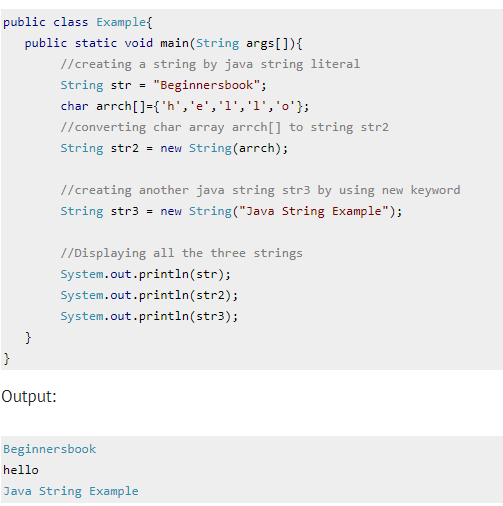 public class Example{
   public static void main(String args[]){
        //creating a string by java string literal
        String str = "Beginnersbook";
        char arrch[]={'h','e','l','l','o'};
        //converting char array arrch[] to string str2
        String str2 = new String(arrch);

        //creating another java string str3 by using new keyword
        String str3 = new String("Java String Example");

        //Displaying all the three strings
        System.out.println(str);
        System.out.println(str2);
        System.out.println(str3);
   }
}
Output:
Beginnersbook
hello
Java String Example